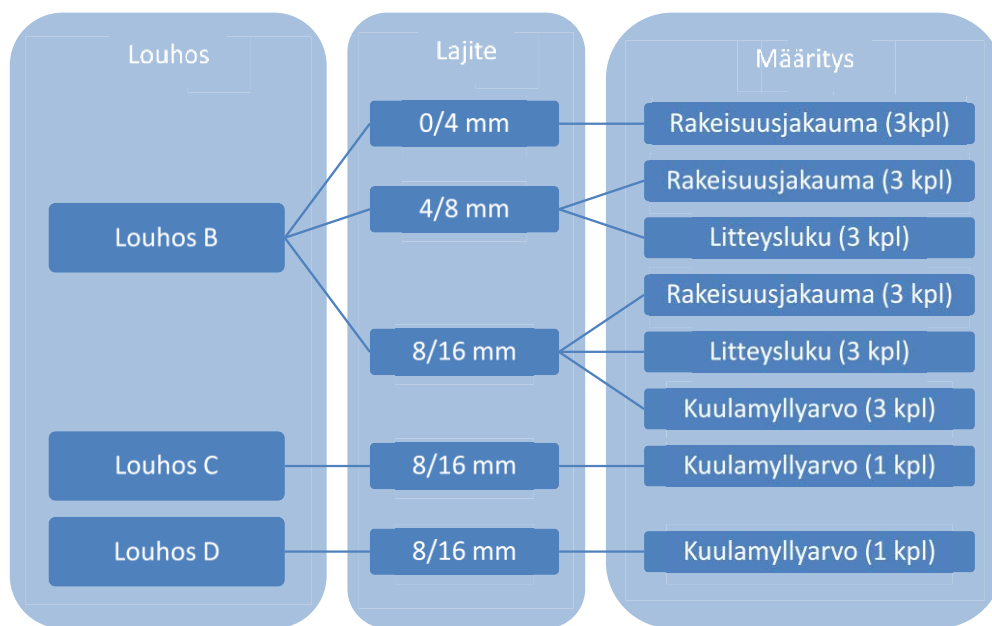 Louhos
Lajite
Määritys
Louhos B
0/4 mm
Rakeisuusjakauma (3kpl)
4/8 mm
Rakeisuusjakauma (3 kpl)
Litteysluku (3 kpl)
8/16 mm
Rakeisuusjakauma (3 kpl)
Litteysluku (3 kpl)
Kuulamyllyarvo (3 kpl)
Louhos C
8/16 mm
Kuulamyllyarvo (1 kpl)
Louhos D
8/16 mm
Kuulamyllyarvo (1 kpl)